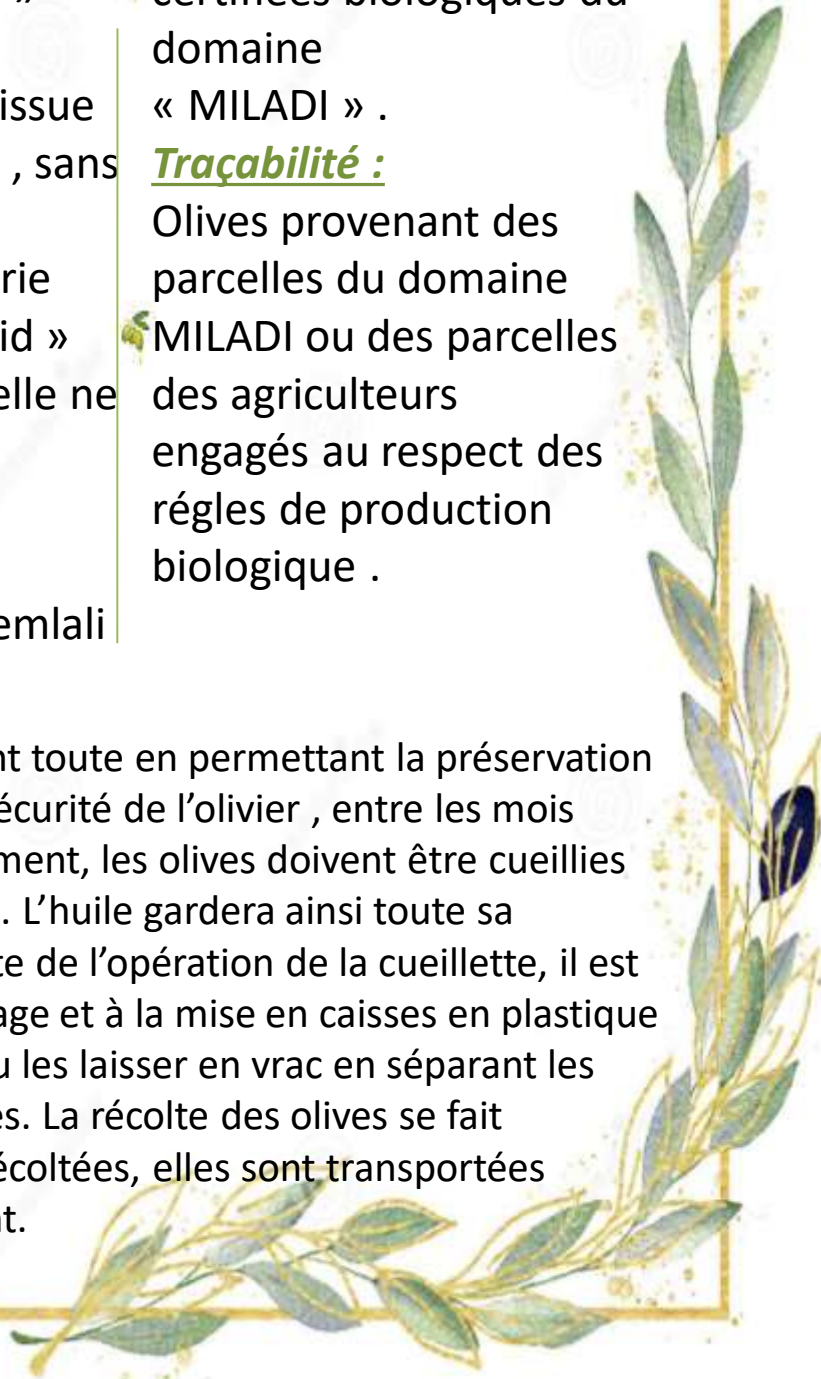 »
issue
, sans
rie
id »
elle ne
emlali
certifiées biologiques du
domaine
« MILADI » .
Traçabilité :
Olives provenant des
parcelles du domaine
MILADI ou des parcelles
des agriculteurs
engagés au respect des
régles de production
biologique .
nt toute en permettant la préservation
écurité de l’olivier , entre les mois
ment, les olives doivent être cueillies
. L’huile gardera ainsi toute sa
te de l’opération de la cueillette, il est
age et à la mise en caisses en plastique
u les laisser en vrac en séparant les
es. La récolte des olives se fait
écoltées, elles sont transportées
nt.